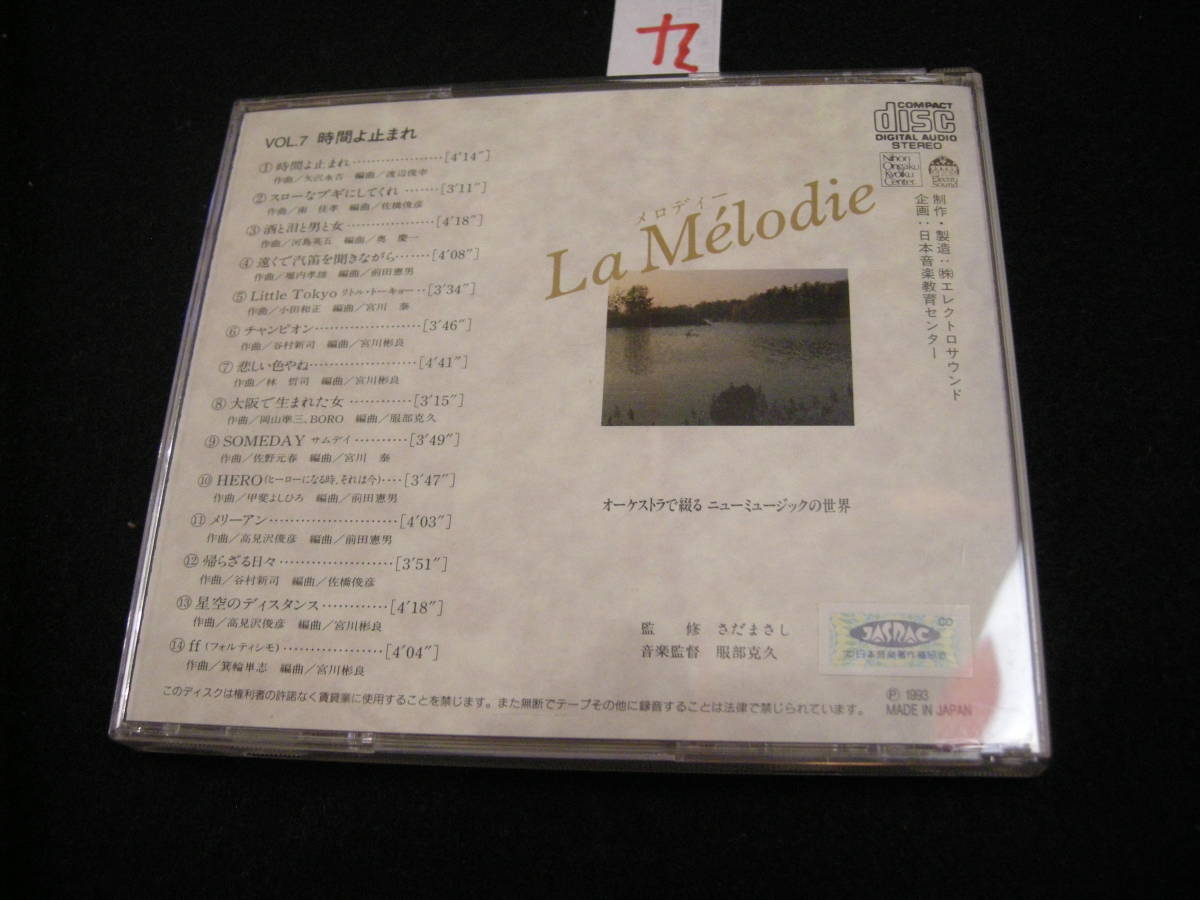 VOL.7 時間よ止まれ
①時間よ止まれ…………………[4'14"]
作曲/矢沢永吉 編曲/渡辺俊幸
②スローなブギにしてくれ ……[3'11"]
作曲/南 佳孝 編曲/佐橋俊彦
③酒と泪と男と女…………………[4'18"]
作曲/河島英五 編曲/奥 慶一
④遠くで汽笛を聞きながら……[4'08"]
作曲/堀内孝雄 編曲/前田憲男
⑤Little Tokyo リトル・トーキョー‥[3'34"]
作曲/小田和正 編曲/宮川 泰
⑥チャンピオン……………………[3'46"]
作曲/谷村新司 編曲/宮川彬良
⑦悲しい色やね……………………[4'41"]
作曲/林 哲司 編曲/宮川彬良
⑧大阪で生まれた女 …………[3'15"]
作曲/岡山準三、BORO 編曲/服部克久
⑨SOMEDAY サムデイ…………[3'49"]
作曲/佐野元春 編曲/宮川 泰
⑩HERO(ヒーローになる時、それは今)‥‥[3'47"]
作曲/甲斐よしひろ 編曲/前田憲男
⑪メリーアン………………………[4'03"]
作曲/高見沢俊彦 編曲/前田憲男
⑫帰らざる日々……………………[3'51"]
作曲/谷村新司 編曲/佐橋俊彦
⑬星空のディスタンス…………[4'18"]
作曲/高見沢俊彦 編曲/宮川彬良
⑭ff(フォルティシモ)…………………[4'04"]
作曲/箕輪単志 編曲/宮川彬良
COMPACT
disc
DIGITAL AUDIO
STEREO
Nihon
Ongaku
Kyoiku
Center
Electro
Sound
メロディー
La Mélodie
制作・製造:㈱エレクトロサウンド
企画:日本音楽教育センター
オーケストラで綴る ニューミュージックの世界
監 修 さだまさし
音楽監督 服部克久
CD
JASRAC
このディスクは権利者の許諾なく賃貸業に使用することを禁じます。また無断でテープその他に録音することは法律で禁じられています。
Ⓟ 1993
MADE IN JAPAN